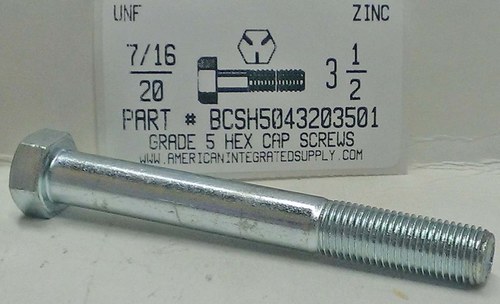 UNF ZINC
7/16 3 1
20 2
PART # BCSH5043203501
GRADE 5 HEX CAP SCREWS
WWW.AMERICANINTEGRATEDSUPPLY.COM